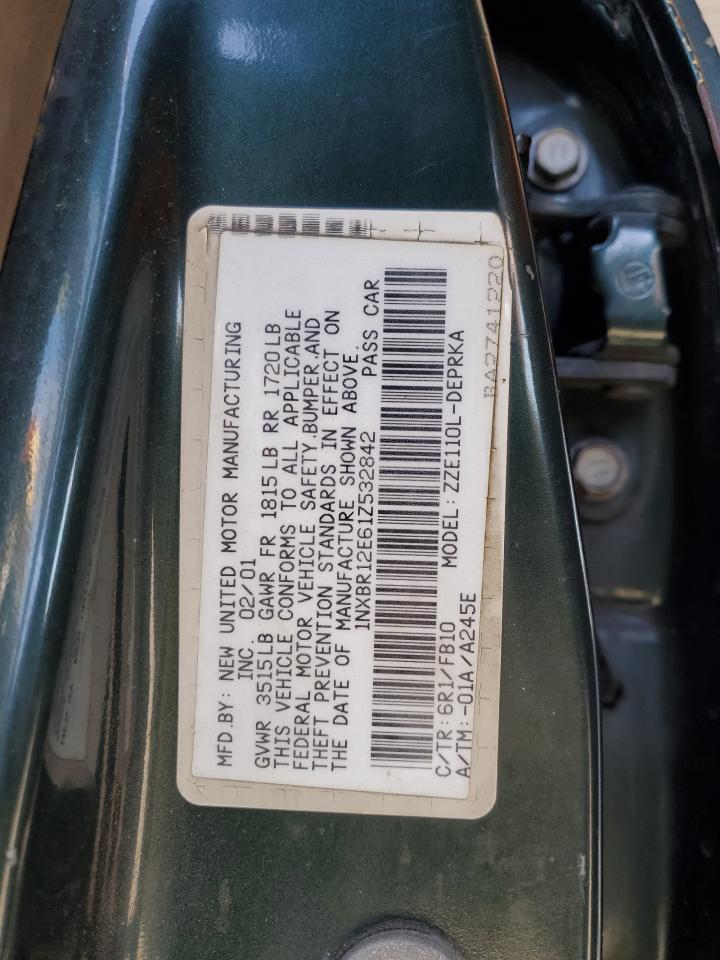 MFD.BY: NEW UNITED MOTOR MANUFACTURING
INC. 02/01
GVWR 3515LB GAWR FR 1815LB RR 1720LB
THIS VEHICLE CONFORMS TO ALL APPLICABLE
FEDERAL MOTOR VEHICLE SAFETY.BUMPER.AND
THEFT PREVENTION STANDARDS IN EFFECT ON
THE DATE OF MANUFACTURE SHOWN ABOVE.
1NXBR12E61Z532842 PASS CAR
C/TR:6R1/FB10 MODEL:ZZE110L-DEPRKA
A/TM:-01A/A245E
BA2741220